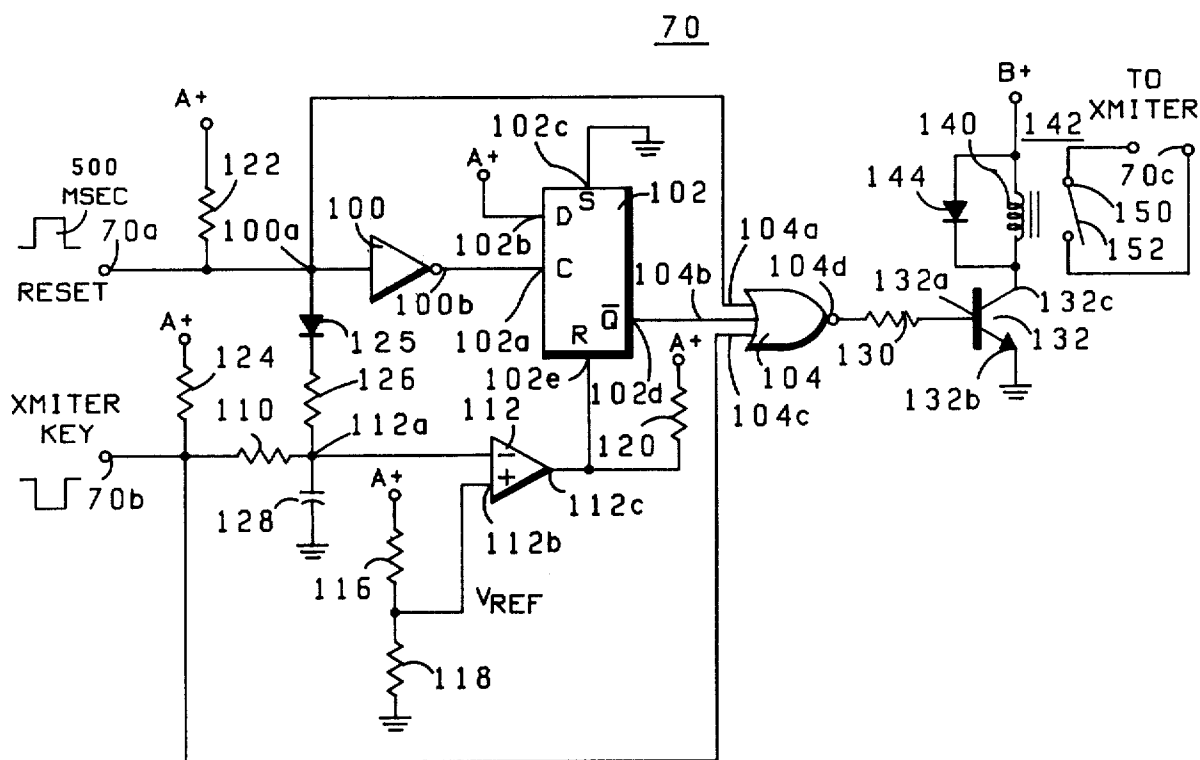 70
B+
TO
XMITER
A+
500
MSEC
122
70a
100a
RESET
100
100b
A+
102c
S
102
D
102b
C
102a
Q̅
R
102e
102d
104a
104b
104d
104
104c
130
132a
132c
132
132b
140
142
144
70c
150
152
A+
124
125
126
XMITER
KEY
110
112a
70b
128
112
−
+
112c
112b
A+
120
A+
116
VREF
118